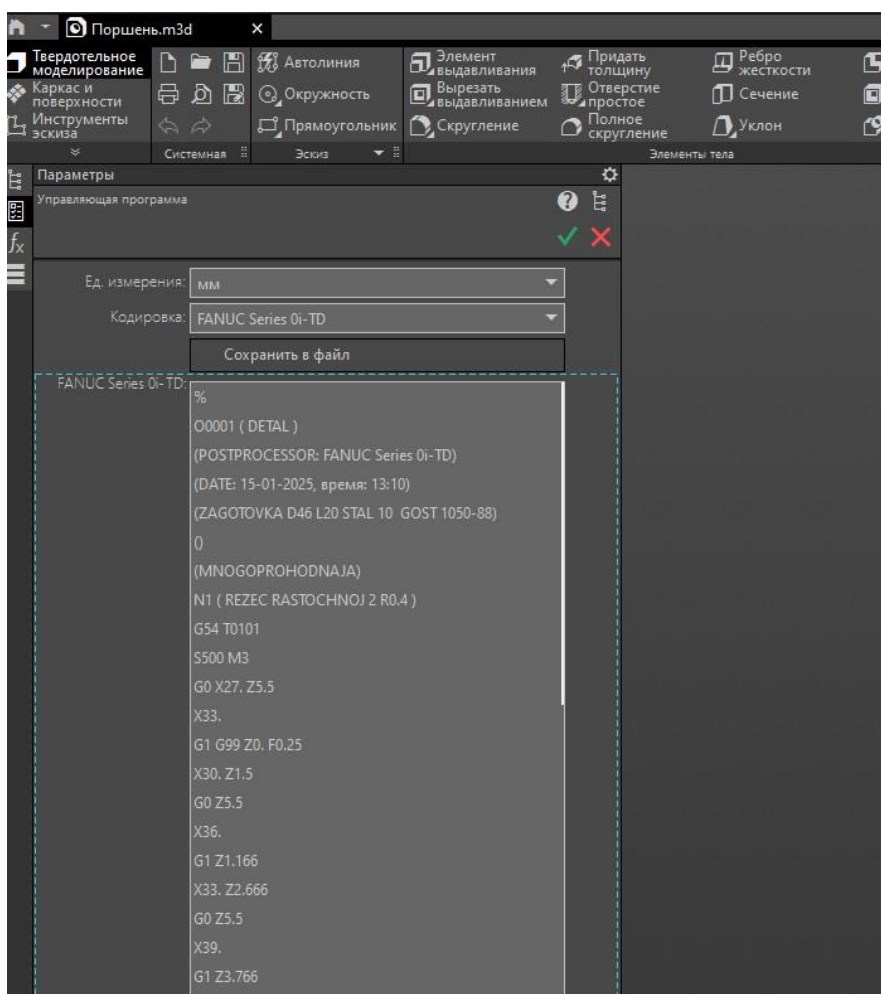 Поршень.m3d
Твердотельное моделирование
Каркас и поверхности
Инструменты эскиза
Системная
Автолиния
Окружность
Прямоугольник
Эскиз
Элемент выдавливания
Вырезать выдавливанием
Скругление
Придать толщину
Отверстие простое
Полное скругление
Ребро жесткости
Сечение
Уклон
Элементы тела
Параметры
Управляющая программа
Ед. измерения: мм
Кодировка: FANUC Series 0i-TD
Сохранить в файл
FANUC Series 0i-TD:
%
O0001 ( DETAL )
(POSTPROCESSOR: FANUC Series 0i-TD)
(DATE: 15-01-2025, время: 13:10)
(ZAGOTOVKA D46 L20 STAL 10 GOST 1050-88)
()
(MNOGOPROHODNAJA)
N1 ( REZEC RASTOCHNOJ 2 R0.4 )
G54 T0101
S500 M3
G0 X27. Z5.5
X33.
G1 G99 Z0. F0.25
X30. Z1.5
G0 Z5.5
X36.
G1 Z1.166
X33. Z2.666
G0 Z5.5
X39.
G1 Z3.766